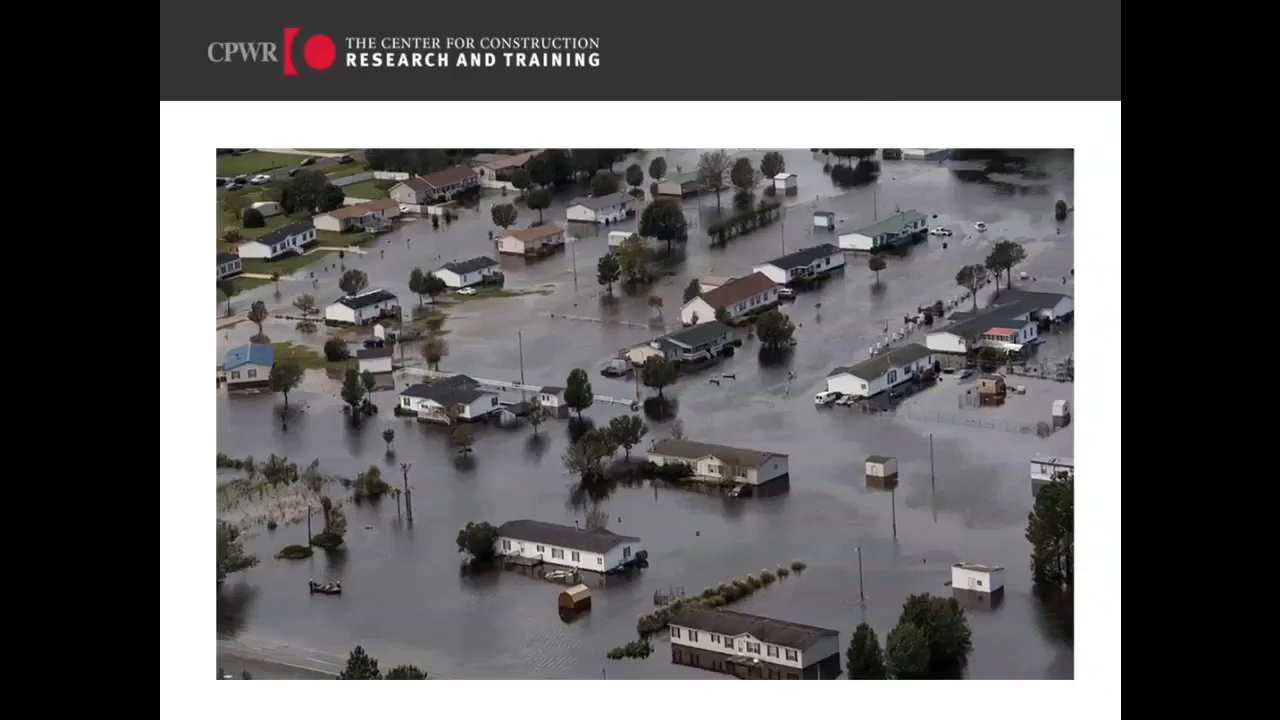 CPWR
THE CENTER FOR CONSTRUCTION
RESEARCH AND TRAINING